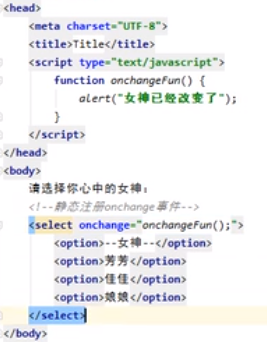 <head>
<meta charset="UTF-8">
<title>Title</title>
<script type="text/javascript">
function onchangeFun() {
alert("女神已经改变了");
}
</script>
</head>
<body>
请选择你心中的女神：
<!--静态注册onchange事件-->
<select onchange="onchangeFun();">
<option>--女神--</option>
<option>芳芳</option>
<option>佳佳</option>
<option>娘娘</option>
</select>
</body>